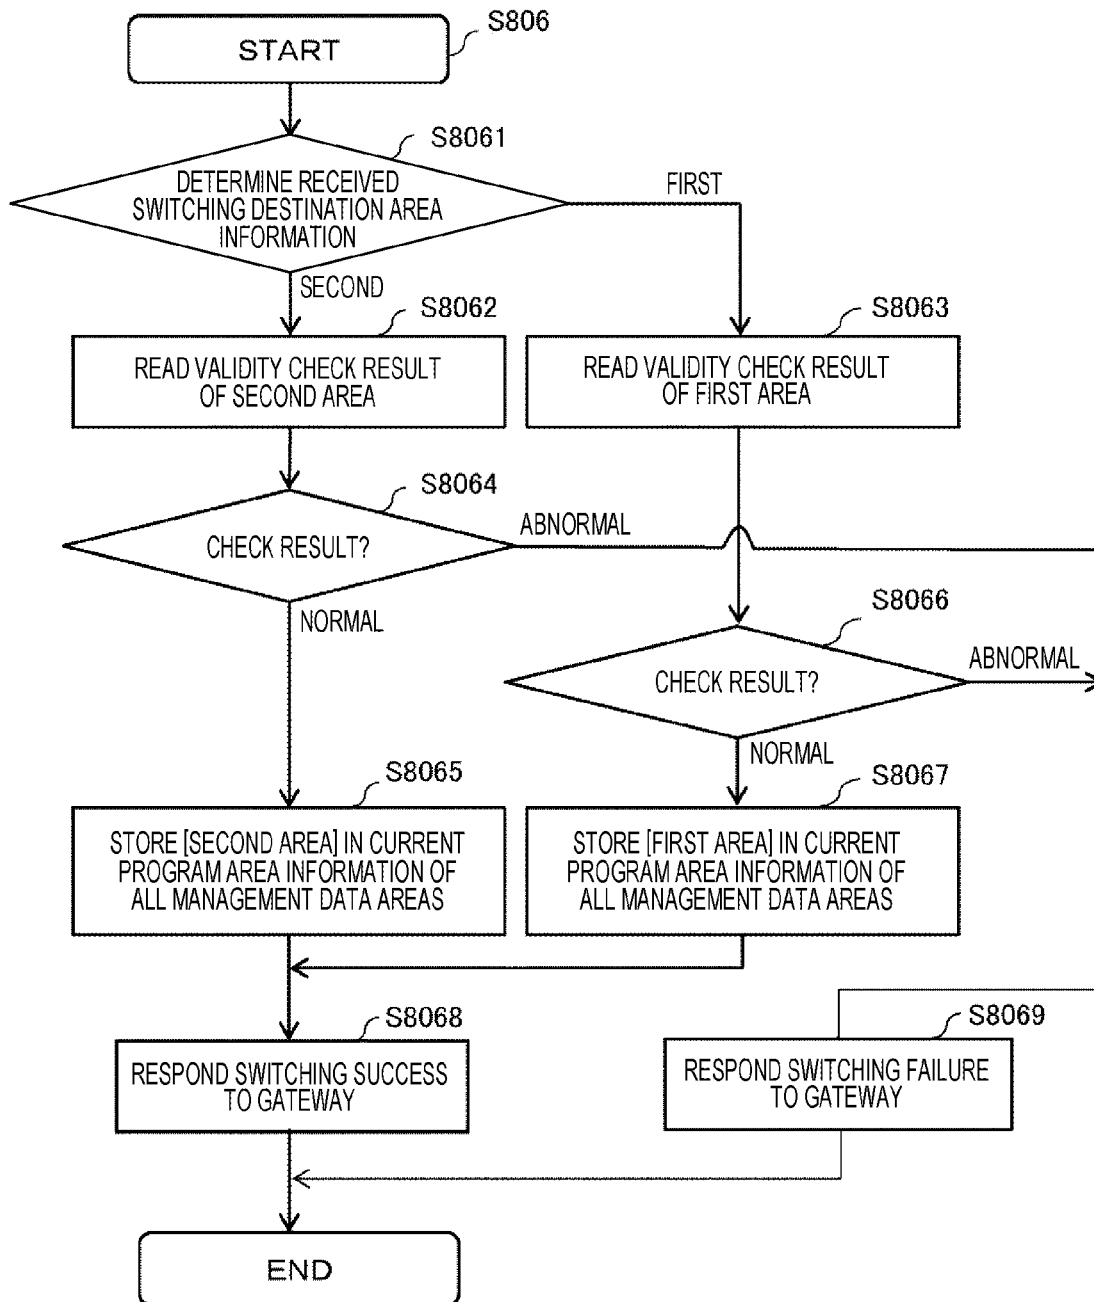 S806
START
S8061
DETERMINE RECEIVED
SWITCHING DESTINATION AREA
INFORMATION
FIRST
SECOND
S8062
READ VALIDITY CHECK RESULT
OF SECOND AREA
S8063
READ VALIDITY CHECK RESULT
OF FIRST AREA
S8064
CHECK RESULT?
ABNORMAL
NORMAL
S8066
CHECK RESULT?
ABNORMAL
NORMAL
S8065
STORE [SECOND AREA] IN CURRENT
PROGRAM AREA INFORMATION OF
ALL MANAGEMENT DATA AREAS
S8067
STORE [FIRST AREA] IN CURRENT
PROGRAM AREA INFORMATION OF
ALL MANAGEMENT DATA AREAS
S8068
RESPOND SWITCHING SUCCESS
TO GATEWAY
S8069
RESPOND SWITCHING FAILURE
TO GATEWAY
END